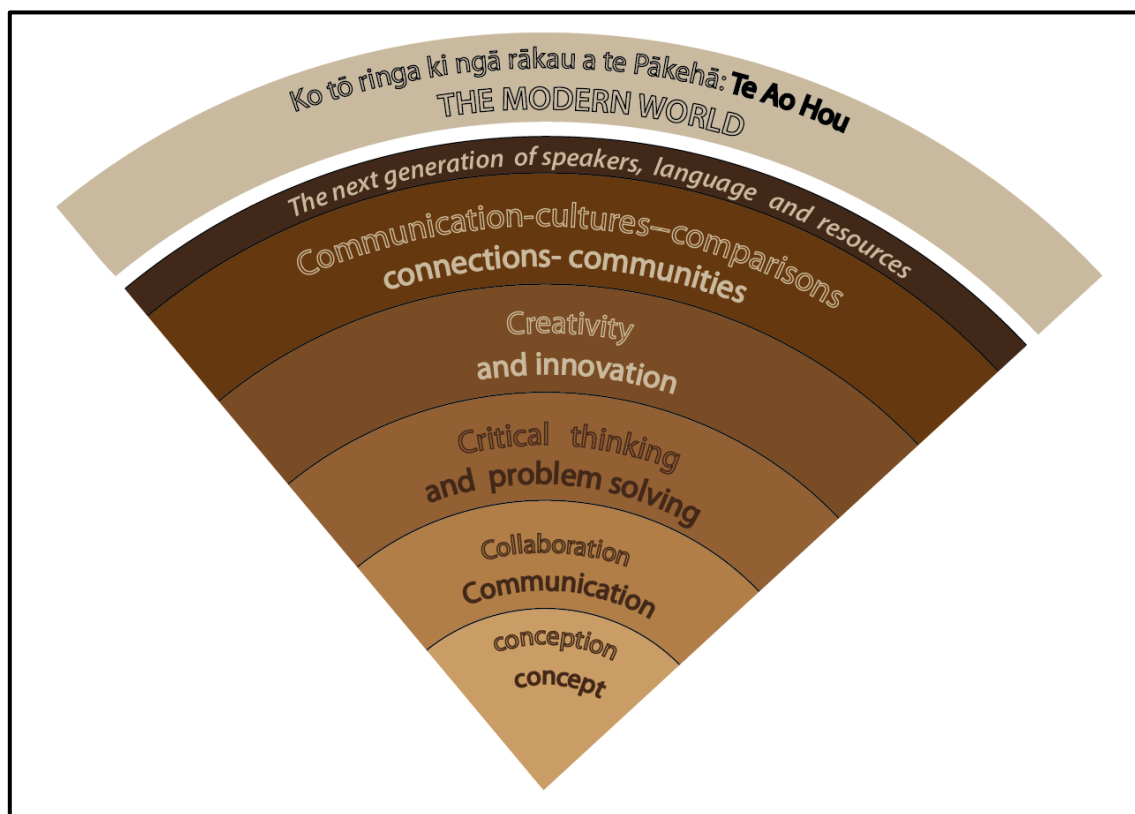 Ko tō ringa ki ngā rākau a te Pākehā: Te Ao Hou
THE MODERN WORLD
The next generation of speakers, language and resources
Communication-cultures–comparisons
connections- communities
Creativity
and innovation
Critical thinking
and problem solving
Collaboration
Communication
conception
concept